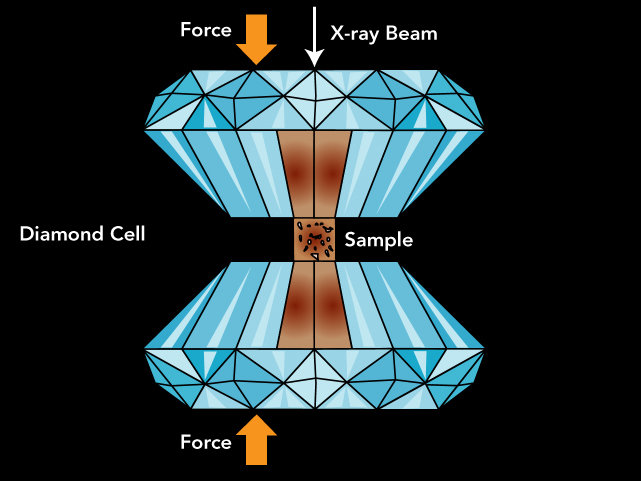 Force
X-ray Beam
Diamond Cell
Sample
Force